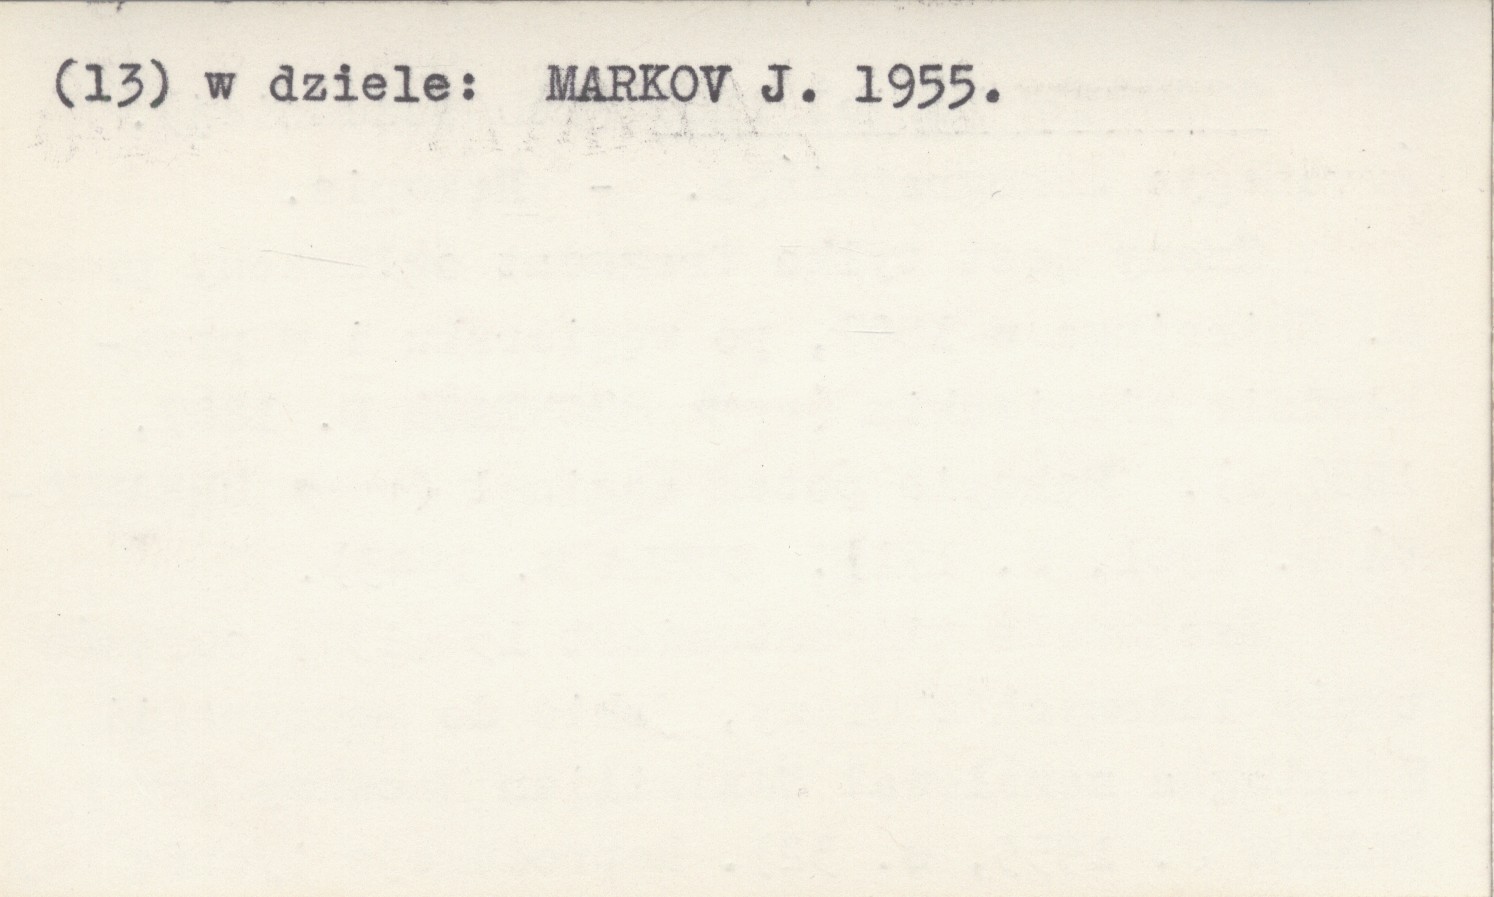 (13) w dziele: MARKOV J. 1955.